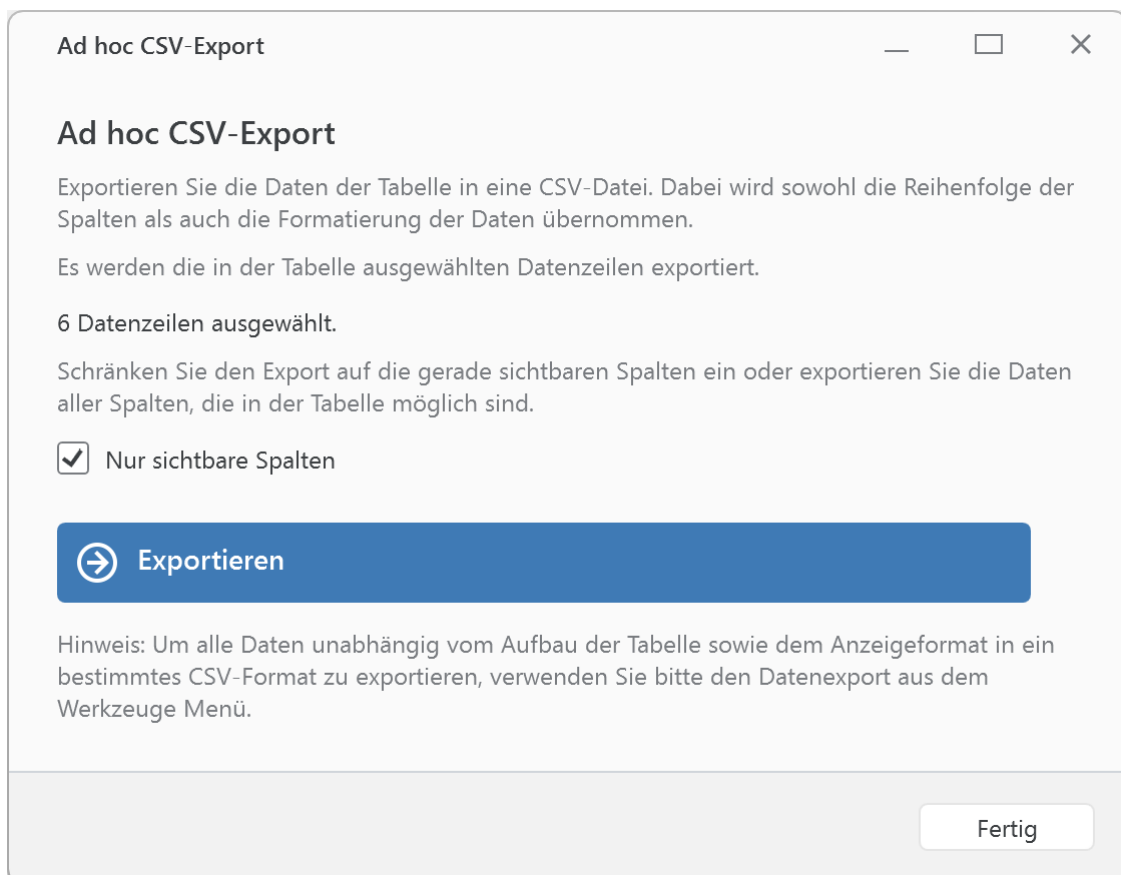 Ad hoc CSV-Export
Ad hoc CSV-Export
Exportieren Sie die Daten der Tabelle in eine CSV-Datei. Dabei wird sowohl die Reihenfolge der
Spalten als auch die Formatierung der Daten übernommen.
Es werden die in der Tabelle ausgewählten Datenzeilen exportiert.
6 Datenzeilen ausgewählt.
Schränken Sie den Export auf die gerade sichtbaren Spalten ein oder exportieren Sie die Daten
aller Spalten, die in der Tabelle möglich sind.
Nur sichtbare Spalten
Exportieren
Hinweis: Um alle Daten unabhängig vom Aufbau der Tabelle sowie dem Anzeigeformat in ein
bestimmtes CSV-Format zu exportieren, verwenden Sie bitte den Datenexport aus dem
Werkzeuge Menü.
Fertig